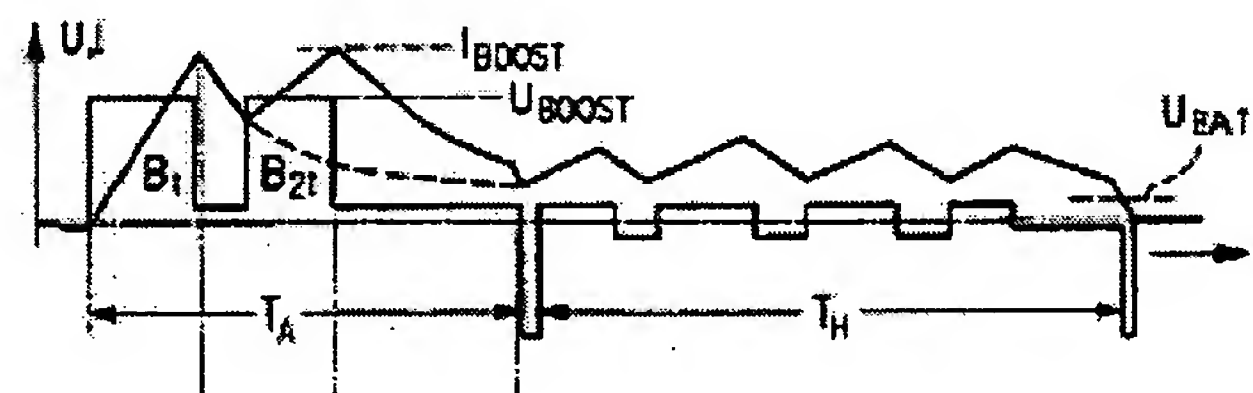 U,I
I_BOOST
U_BOOST
U_BAT
B₁
B₂ₜ
T_A
T_H